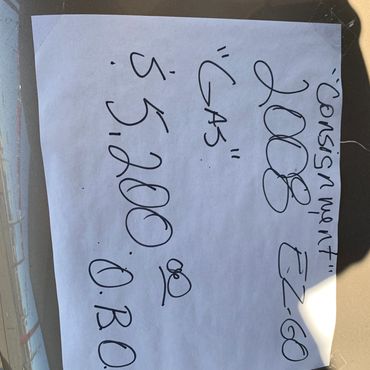 "Consignment"
2008 EZ-GO
"GAS"
$5,200.00 O.B.O.